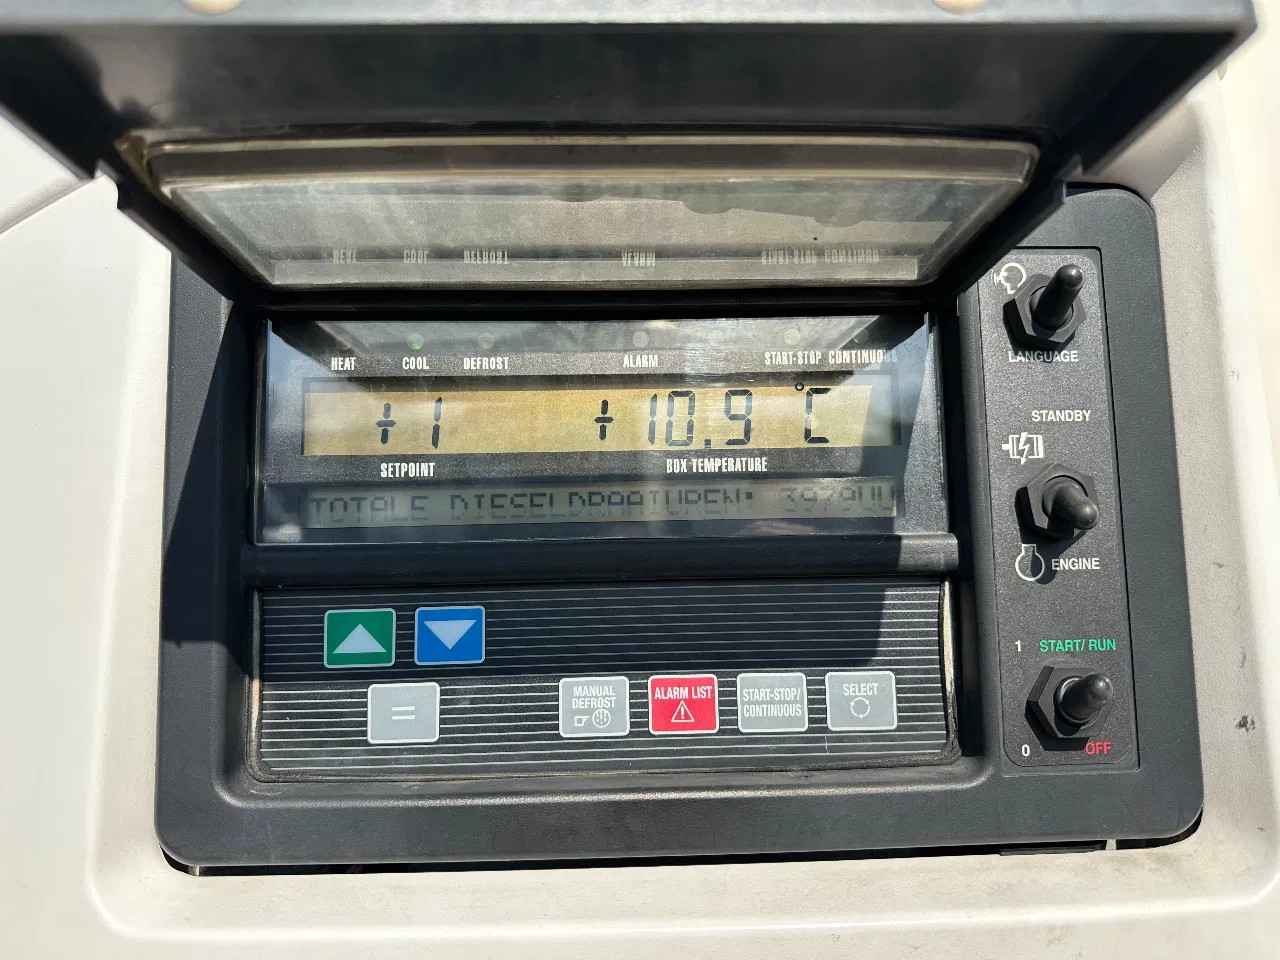 HEAT COOL DEFROST ALARM START-STOP CONTINUOUS
+1 +10.9 °C
SETPOINT BOX TEMPERATURE
TOTALE DIESELDRAAIUREN:
MANUAL DEFROST
ALARM LIST
START-STOP/
CONTINUOUS
SELECT
=
LANGUAGE
STANDBY
ENGINE
1 START/RUN
0 OFF